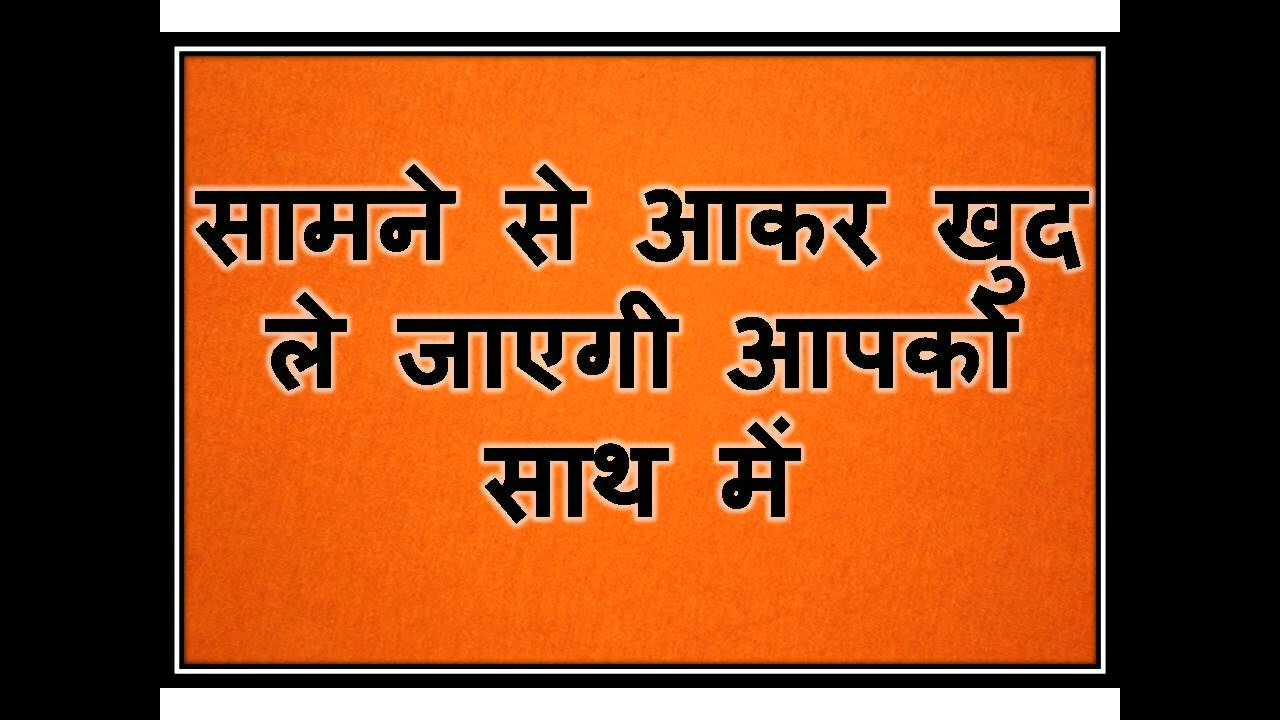 सामने से आकर खुद
ले जाएगी आपको
साथ में